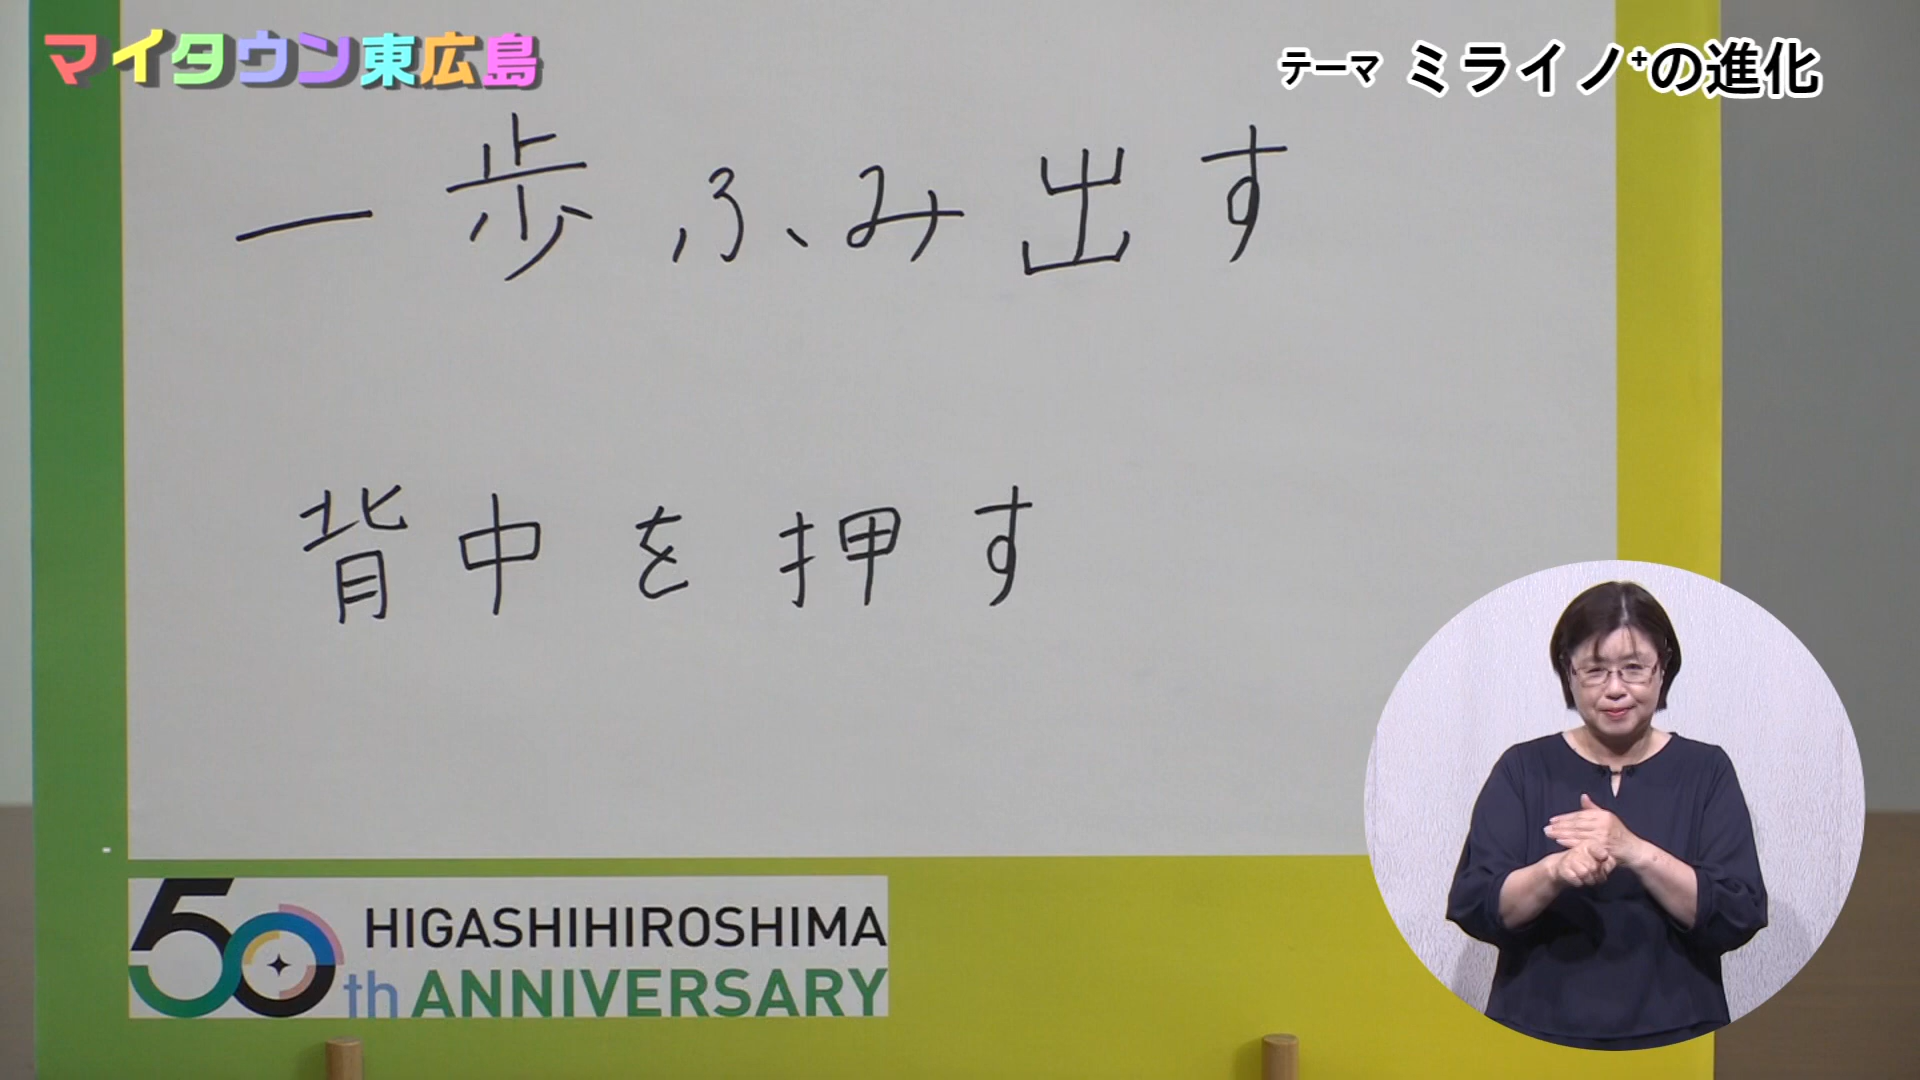 マイタウン東広島
テーマ ミライノ⁺の進化
一歩ふみ出す
背中を押す
50th HIGASHIHIROSHIMA
ANNIVERSARY